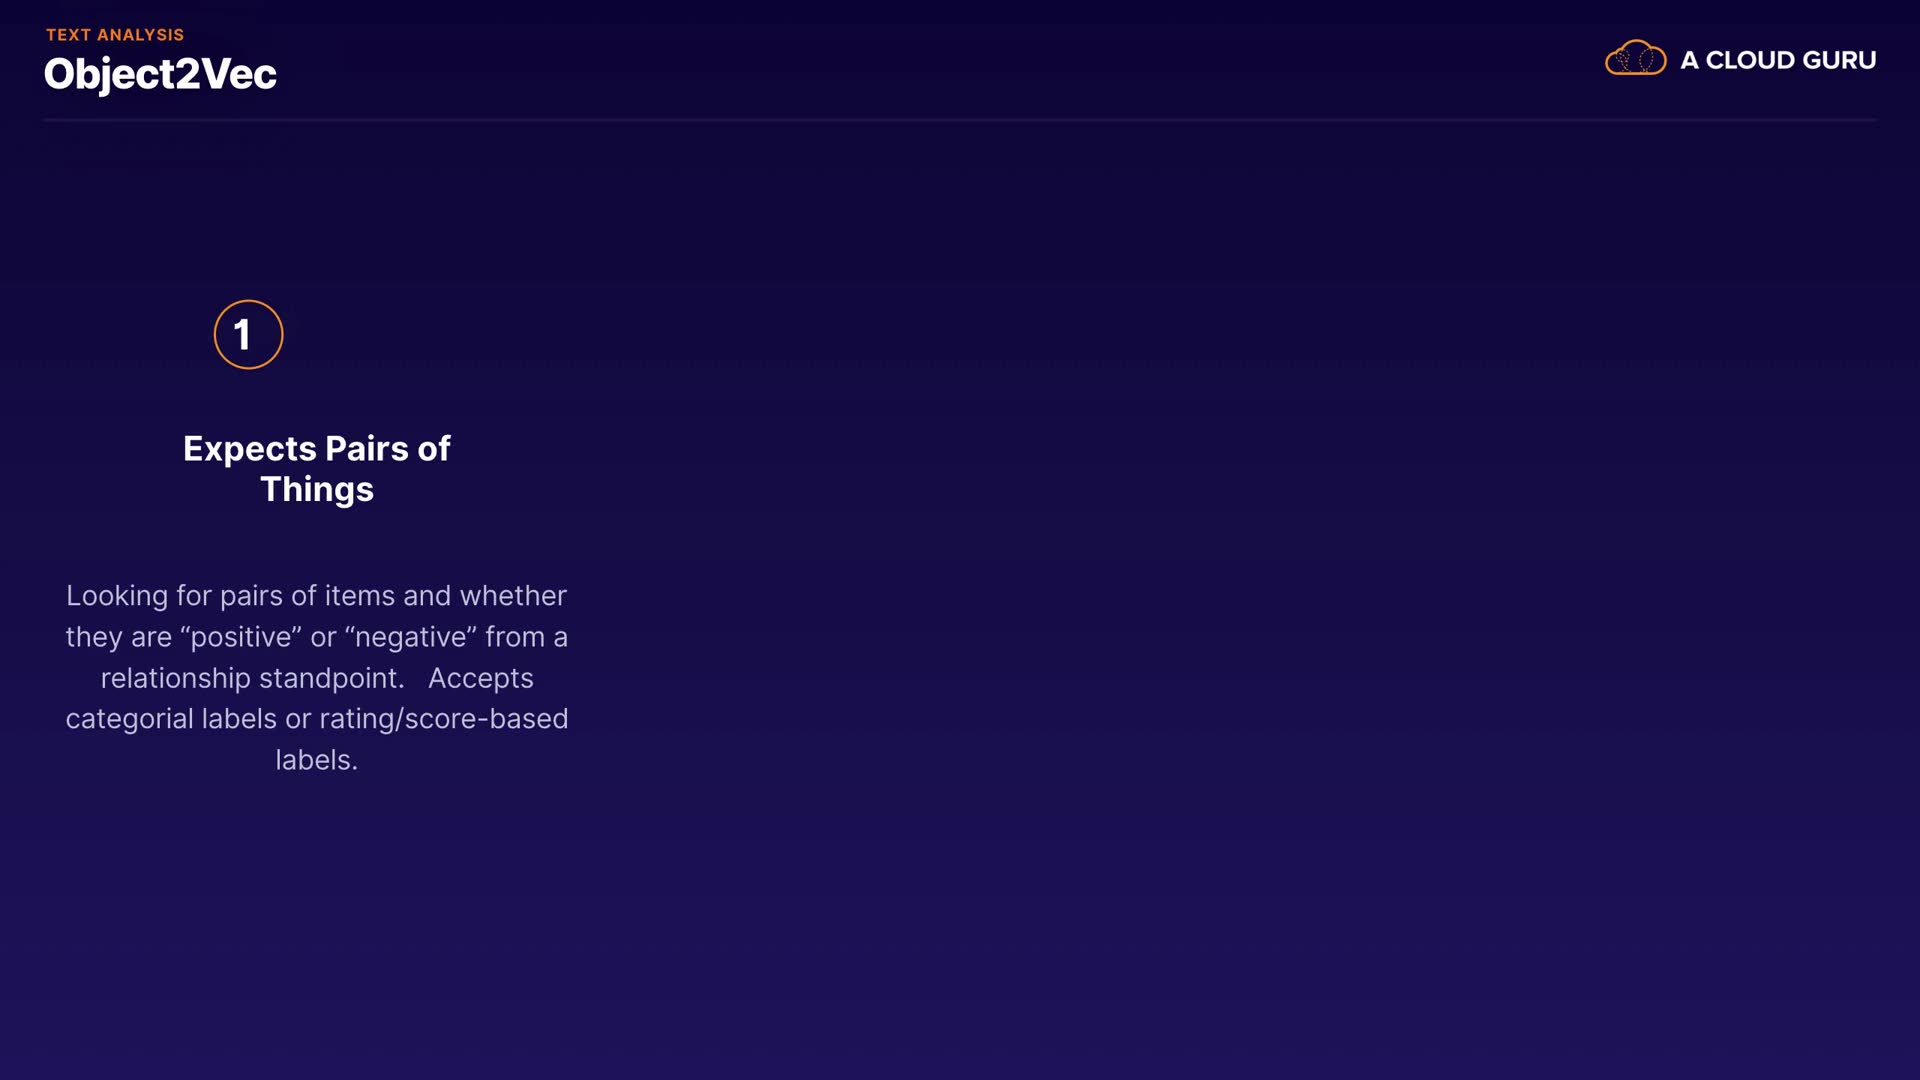 TEXT ANALYSIS
Object2Vec
A CLOUD GURU
1
Expects Pairs of
Things
Looking for pairs of items and whether
they are “positive” or “negative” from a
relationship standpoint.   Accepts
categorial labels or rating/score-based
labels.